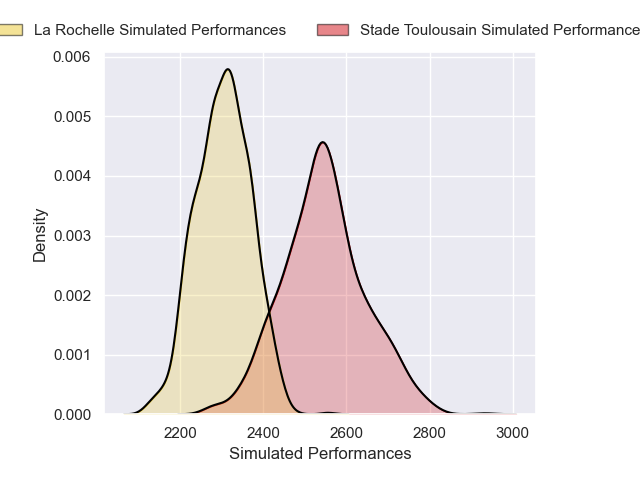 La Rochelle Simulated Performances Stade Toulousain Simulated Performance
0.006
0.005
0.004
0.003
0.002
0.001
0.000
Density
2200 2400 2600 2800 3000
Simulated Performances